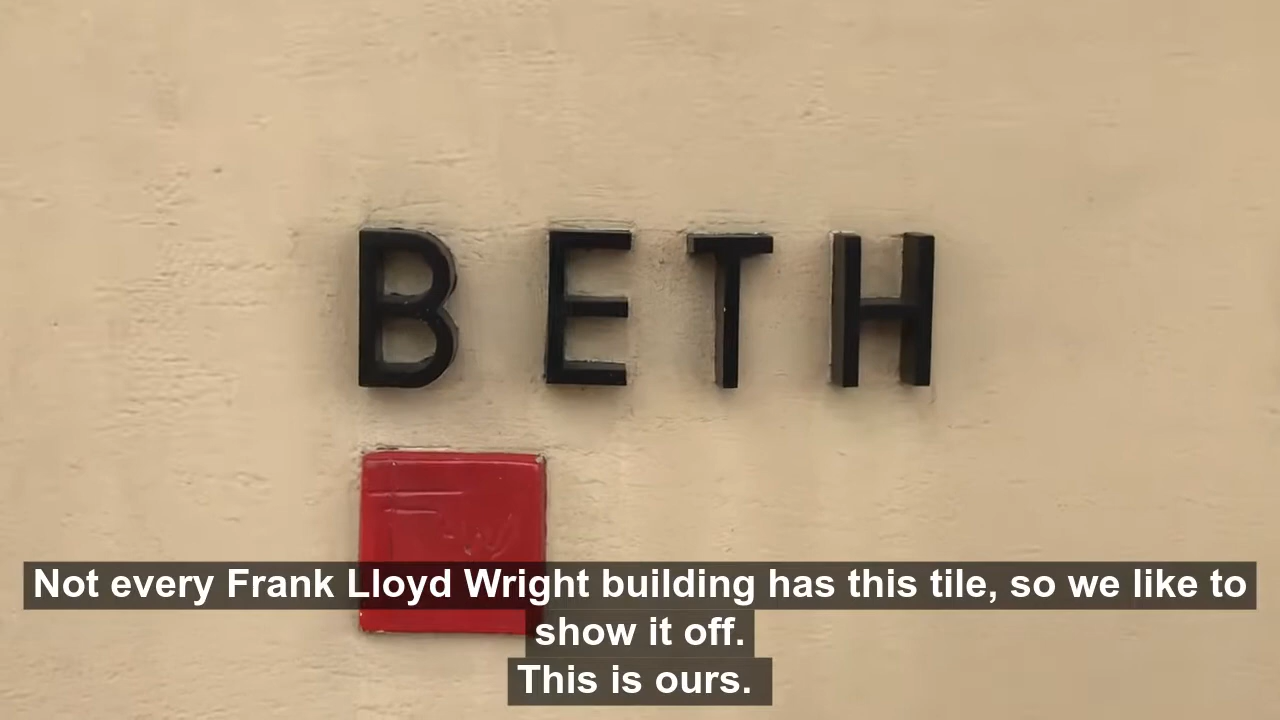 BETH
Not every Frank Lloyd Wright building has this tile, so we like to
show it off.
This is ours.